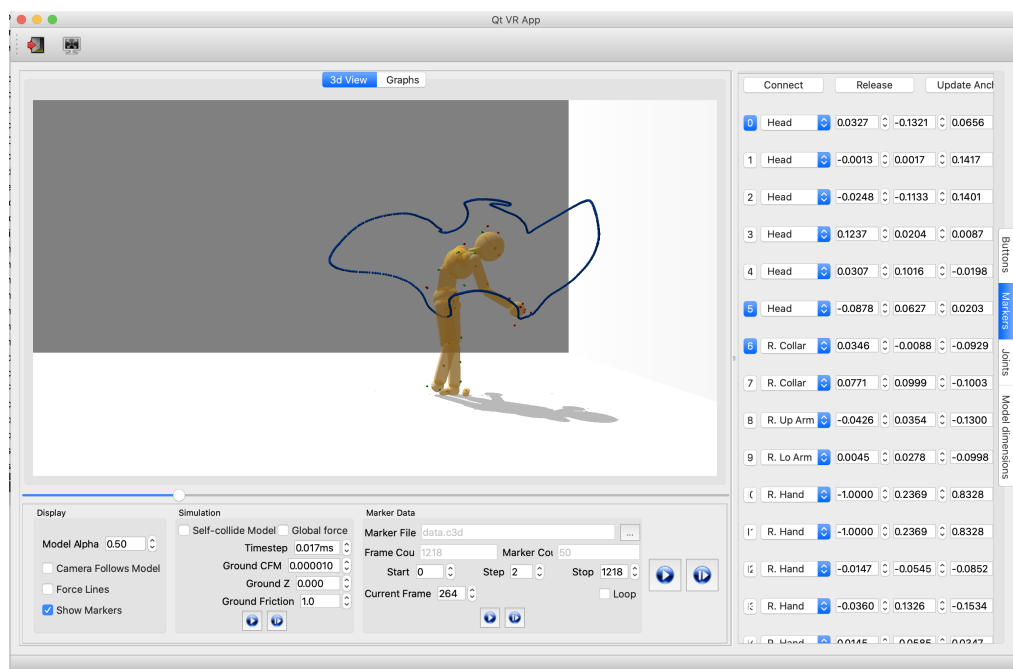 Qt VR App
3d View Graphs
Connect Release Update Anch
0 Head 0.0327 -0.1321 0.0656
1 Head -0.0013 0.0017 0.1417
2 Head -0.0248 -0.1133 0.1401
3 Head 0.1237 0.0204 0.0087
4 Head 0.0307 0.1016 -0.0198
5 Head -0.0878 0.0627 0.0203
6 R. Collar 0.0346 -0.0088 -0.0929
7 R. Collar 0.0771 0.0999 -0.1003
8 R. Up Arm -0.0426 0.0354 -0.1300
9 R. Lo Arm 0.0045 0.0278 -0.0998
R. Hand -1.0000 0.2369 0.8328
R. Hand -1.0000 0.2369 0.8328
R. Hand -0.0147 -0.0545 -0.0852
R. Hand -0.0360 0.1326 -0.1534
R. Hand 0.0145 -0.0585 0.0347
Buttons
Markers
Joints
Model dimensions
Display
Model Alpha 0.50
Camera Follows Model
Force Lines
Show Markers
Simulation
Self-collide Model Global force
Timestep 0.017ms
Ground CFM 0.000010
Ground Z 0.000
Ground Friction 1.0
Marker Data
Marker File data.c3d ...
Frame Cou 1218 Marker Cou 50
Start 0 Step 2 Stop 1218
Current Frame 264 Loop